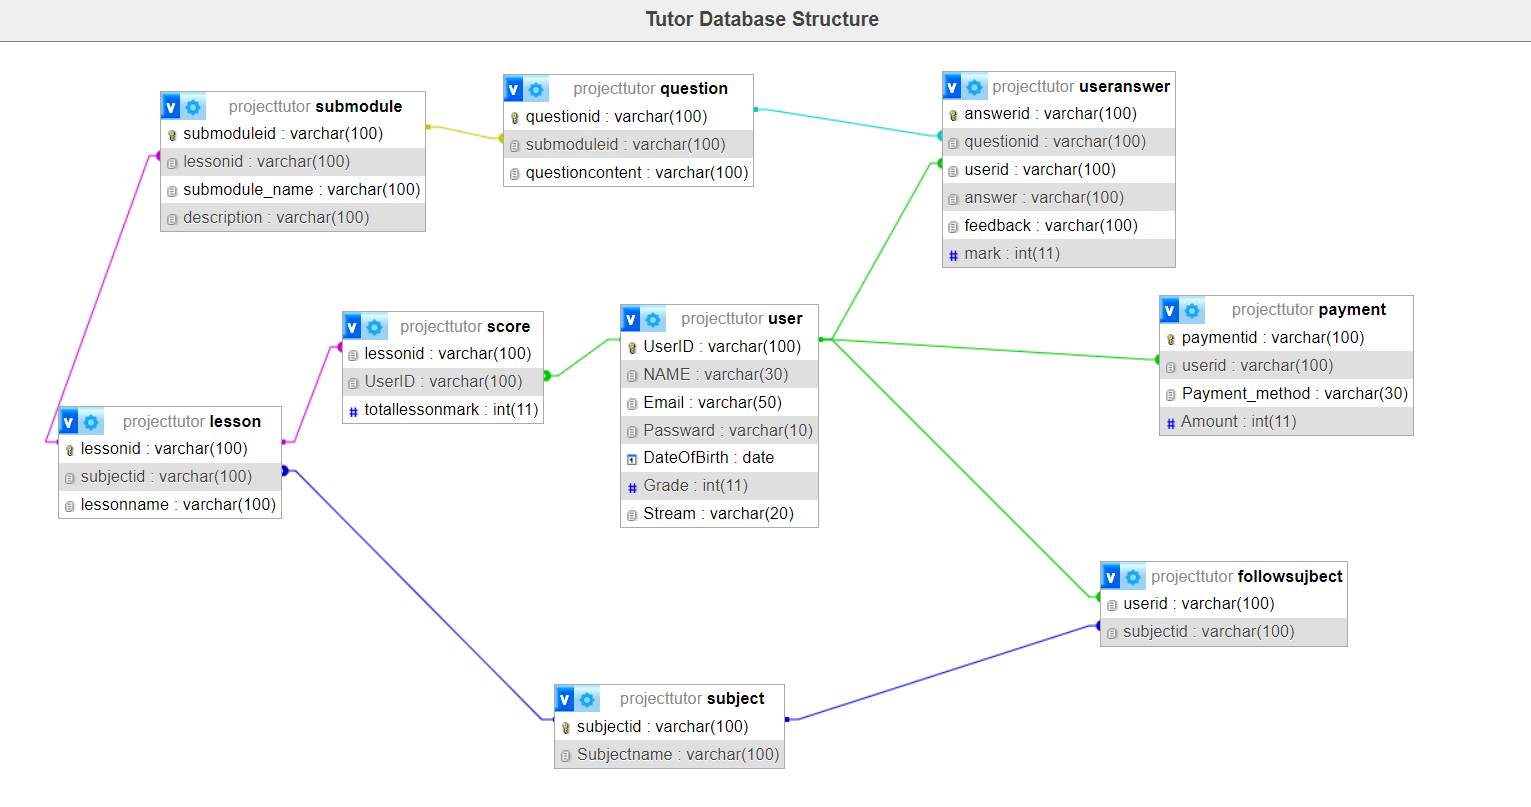 Tutor Database Structure
v projecttutor submodule
submoduleid : varchar(100)
lessonid : varchar(100)
submodule_name : varchar(100)
description : varchar(100)
v projecttutor question
questionid : varchar(100)
submoduleid : varchar(100)
questioncontent : varchar(100)
v projecttutor useranswer
answerid : varchar(100)
questionid : varchar(100)
userid : varchar(100)
answer : varchar(100)
feedback : varchar(100)
# mark : int(11)
v projecttutor score
lessonid : varchar(100)
UserID : varchar(100)
# totallessonmark : int(11)
v projecttutor user
UserID : varchar(100)
NAME : varchar(30)
Email : varchar(50)
Passward : varchar(10)
DateOfBirth : date
# Grade : int(11)
Stream : varchar(20)
v projecttutor payment
paymentid : varchar(100)
userid : varchar(100)
Payment_method : varchar(30)
# Amount : int(11)
v projecttutor lesson
lessonid : varchar(100)
subjectid : varchar(100)
lessonname : varchar(100)
v projecttutor followsujbect
userid : varchar(100)
subjectid : varchar(100)
v projecttutor subject
subjectid : varchar(100)
Subjectname : varchar(100)